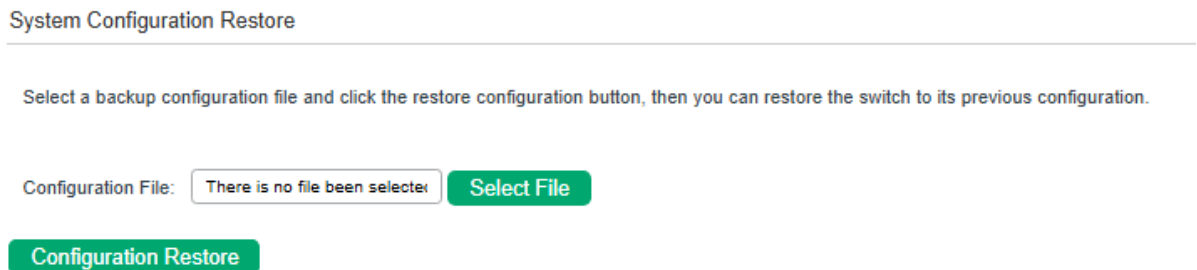 System Configuration Restore
Select a backup configuration file and click the restore configuration button, then you can restore the switch to its previous configuration.
Configuration File: There is no file been selected Select File
Configuration Restore